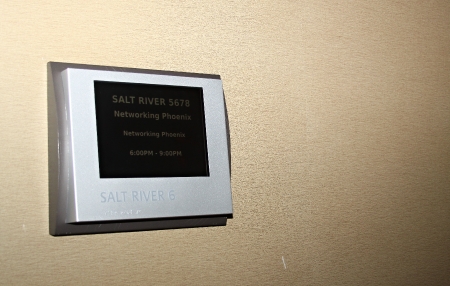 SALT RIVER 5678
Networking Phoenix
Networking Phoenix
6:00PM - 9:00PM
SALT RIVER 6